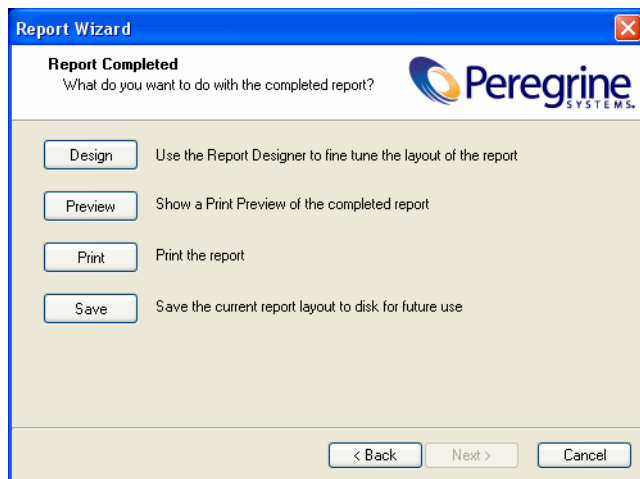 Report Wizard
Report Completed
What do you want to do with the completed report?
Peregrine
SYSTEMS.
Design
Use the Report Designer to fine tune the layout of the report
Preview
Show a Print Preview of the completed report
Print
Print the report
Save
Save the current report layout to disk for future use
< Back
Next >
Cancel